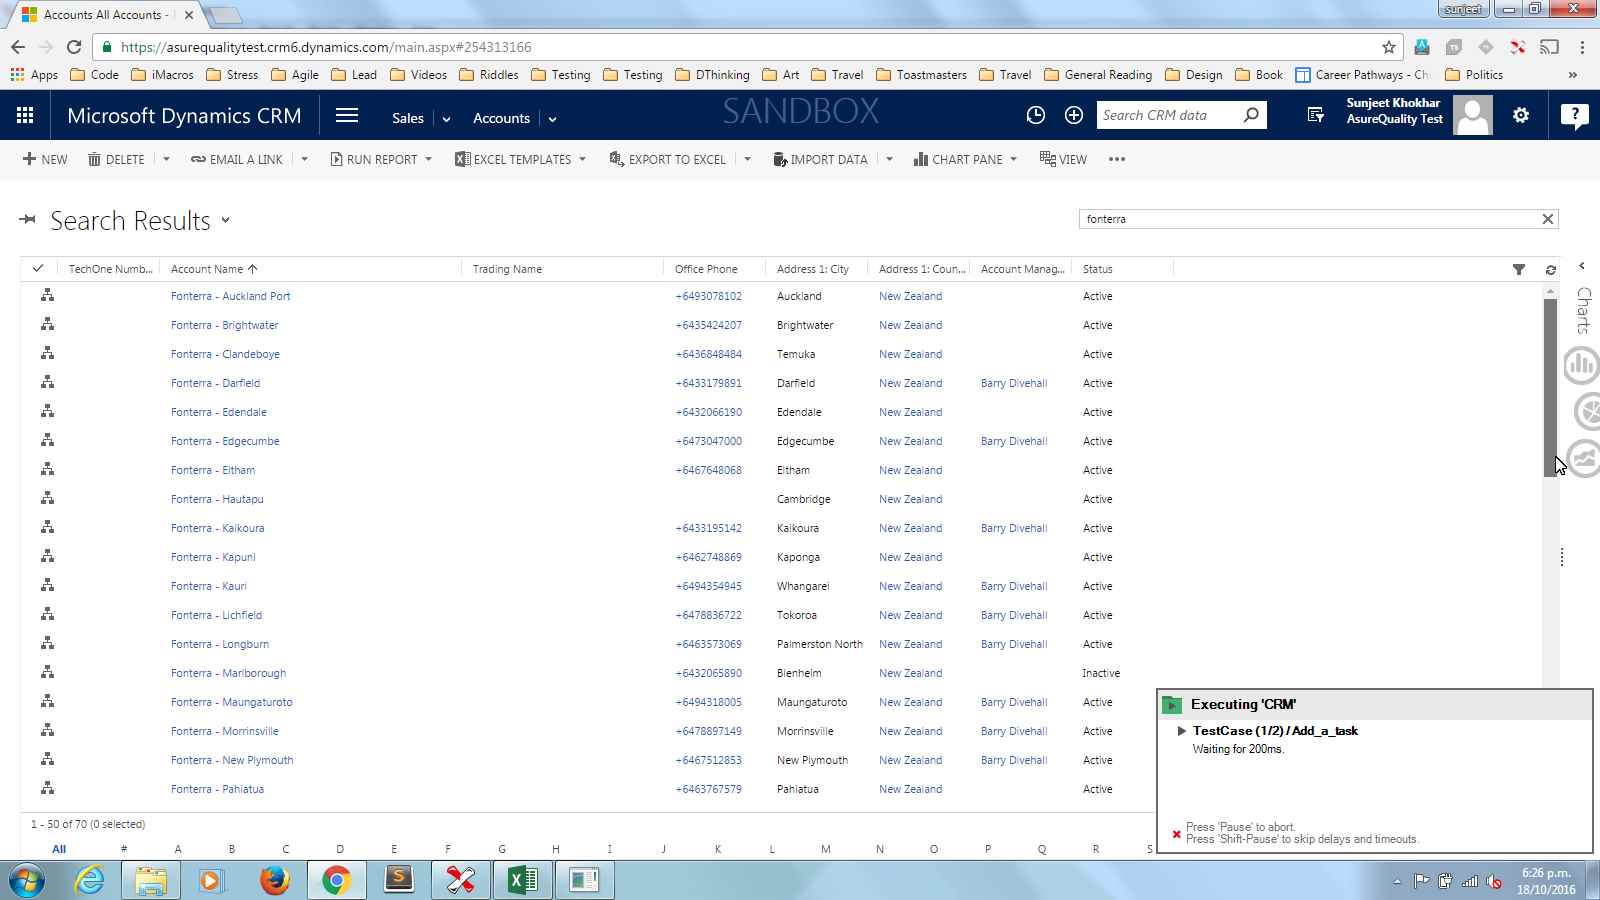 Accounts All Accounts -
sunjeet
https://asurequalitytest.crm6.dynamics.com/main.aspx#254313166
Apps Code iMacros Stress Agile Lead Videos Riddles Testing Testing DThinking Art Travel Toastmasters Travel General Reading Design Book Career Pathways - Ch Politics »
Microsoft Dynamics CRM Sales Accounts SANDBOX Search CRM data Sunjeet Khokhar
AsureQuality Test
NEW DELETE EMAIL A LINK RUN REPORT EXCEL TEMPLATES EXPORT TO EXCEL IMPORT DATA CHART PANE VIEW
Search Results
fonterra
TechOne Numb... Account Name Trading Name Office Phone Address 1: City Address 1: Coun... Account Manag... Status
Charts
Fonterra - Auckland Port +6493078102 Auckland New Zealand Active
Fonterra - Brightwater +6435424207 Brightwater New Zealand Active
Fonterra - Clandeboye +6436848484 Temuka New Zealand Active
Fonterra - Darfield +6433179891 Darfield New Zealand Barry Divehall Active
Fonterra - Edendale +6432066190 Edendale New Zealand Active
Fonterra - Edgecumbe +6473047000 Edgecumbe New Zealand Barry Divehall Active
Fonterra - Eltham +6467648068 Eltham New Zealand Active
Fonterra - Hautapu Cambridge New Zealand Active
Fonterra - Kaikoura +6433195142 Kaikoura New Zealand Barry Divehall Active
Fonterra - Kapuni +6462748869 Kaponga New Zealand Active
Fonterra - Kauri +6494354945 Whangarei New Zealand Barry Divehall Active
Fonterra - Lichfield +6478836722 Tokoroa New Zealand Barry Divehall Active
Fonterra - Longburn +6463573069 Palmerston North New Zealand Barry Divehall Active
Fonterra - Marlborough +6432065890 Blenheim New Zealand Inactive
Fonterra - Maungaturoto +6494318005 Maungaturoto New Zealand Barry Divehall Active
Fonterra - Morrinsville +6478897149 Morrinsville New Zealand Barry Divehall Active
Fonterra - New Plymouth +6467512853 New Plymouth New Zealand Barry Divehall Active
Fonterra - Pahiatua +6463767579 Pahiatua New Zealand Active
Executing 'CRM'
TestCase (1/2) / Add_a_task
Waiting for 200ms.
Press 'Pause' to abort.
Press 'Shift-Pause' to skip delays and timeouts.
1 - 50 of 70 (0 selected)
All # A B C D E F G H I J K L M N O P Q R S
6:26 p.m.
18/10/2016